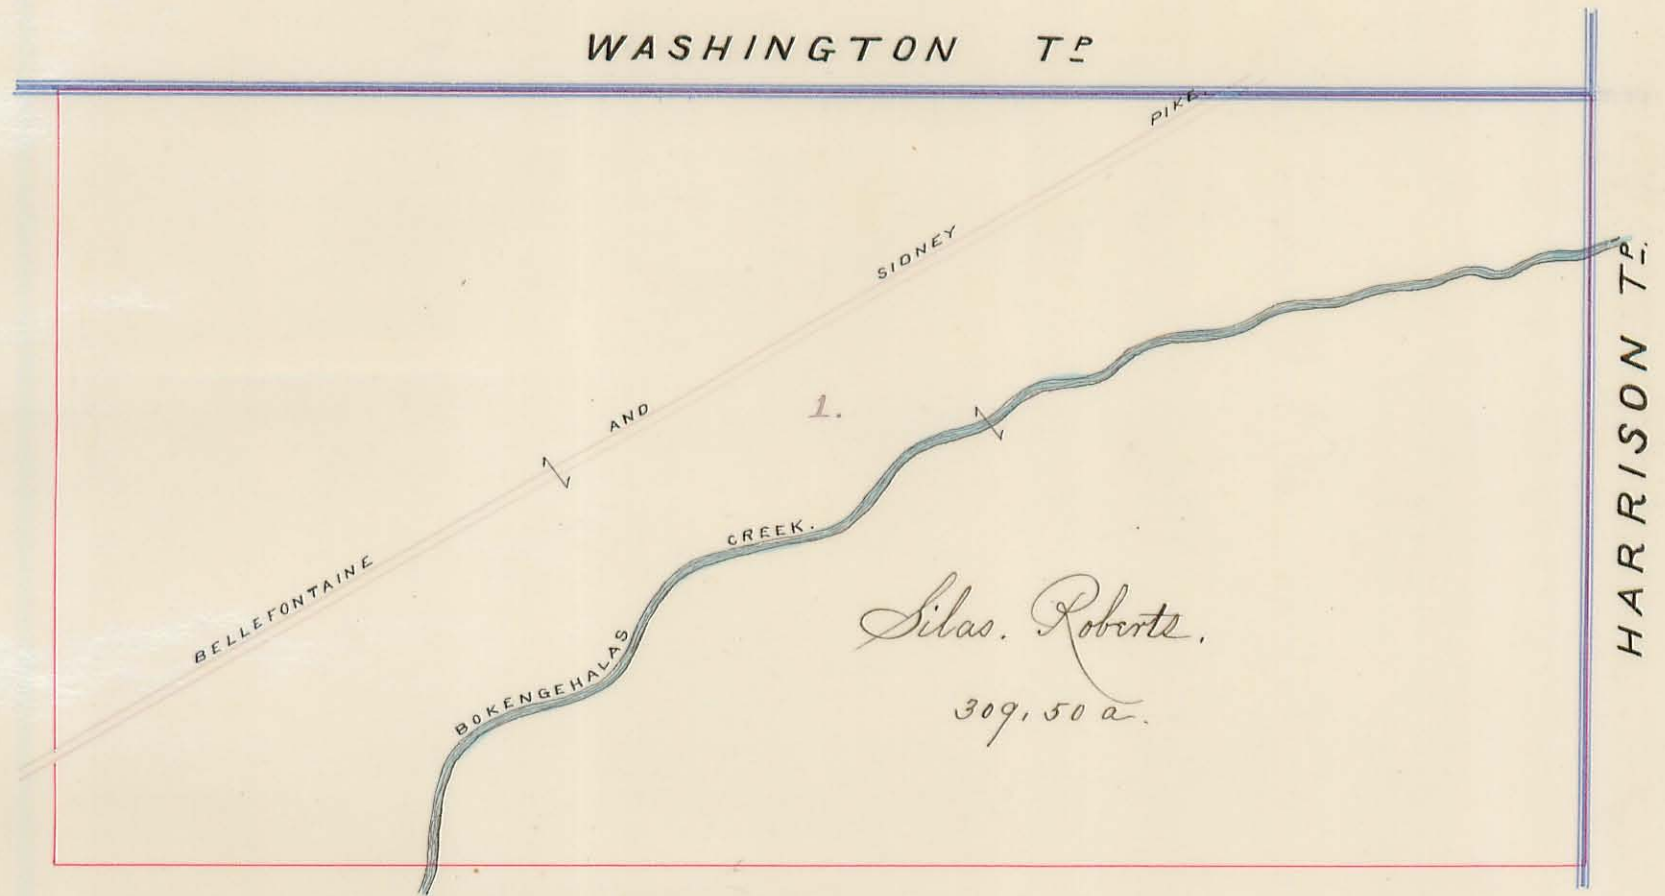 WASHINGTON TP
BELLEFONTAINE AND SIDNEY PIKE.
HARRISON TP.
1.
BOKENGEHALAS CREEK.
Silas. Roberts.
309.50 a.